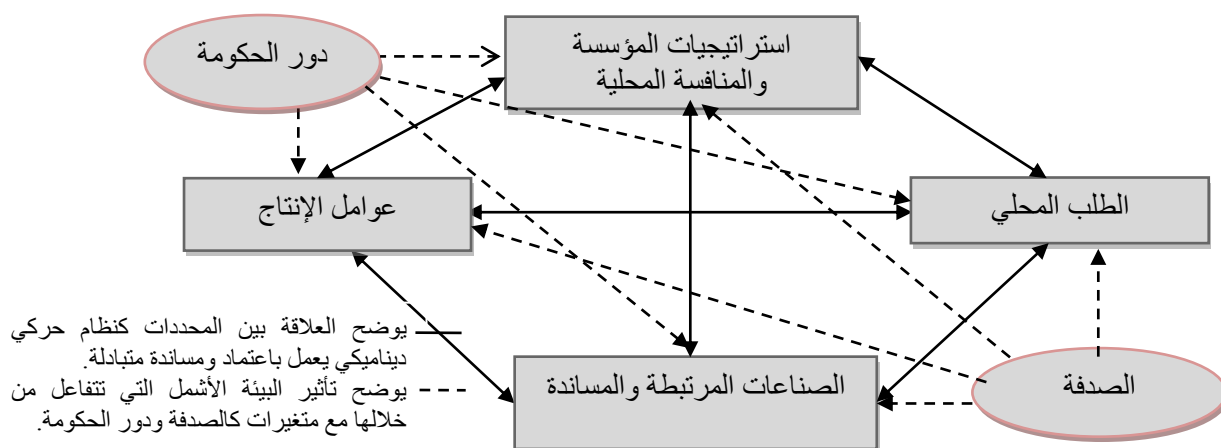 دور الحكومة
استراتيجيات المؤسسة
والمنافسة المحلية
عوامل الإنتاج
الطلب المحلي
الصناعات المرتبطة والمساندة
الصدفة
يوضح العلاقة بين المحددات كنظام حركي
ديناميكي يعمل باعتماد ومساندة متبادلة.
يوضح تأثير البيئة الأشمل التي تتفاعل من
خلالها مع متغيرات كالصدفة ودور الحكومة.